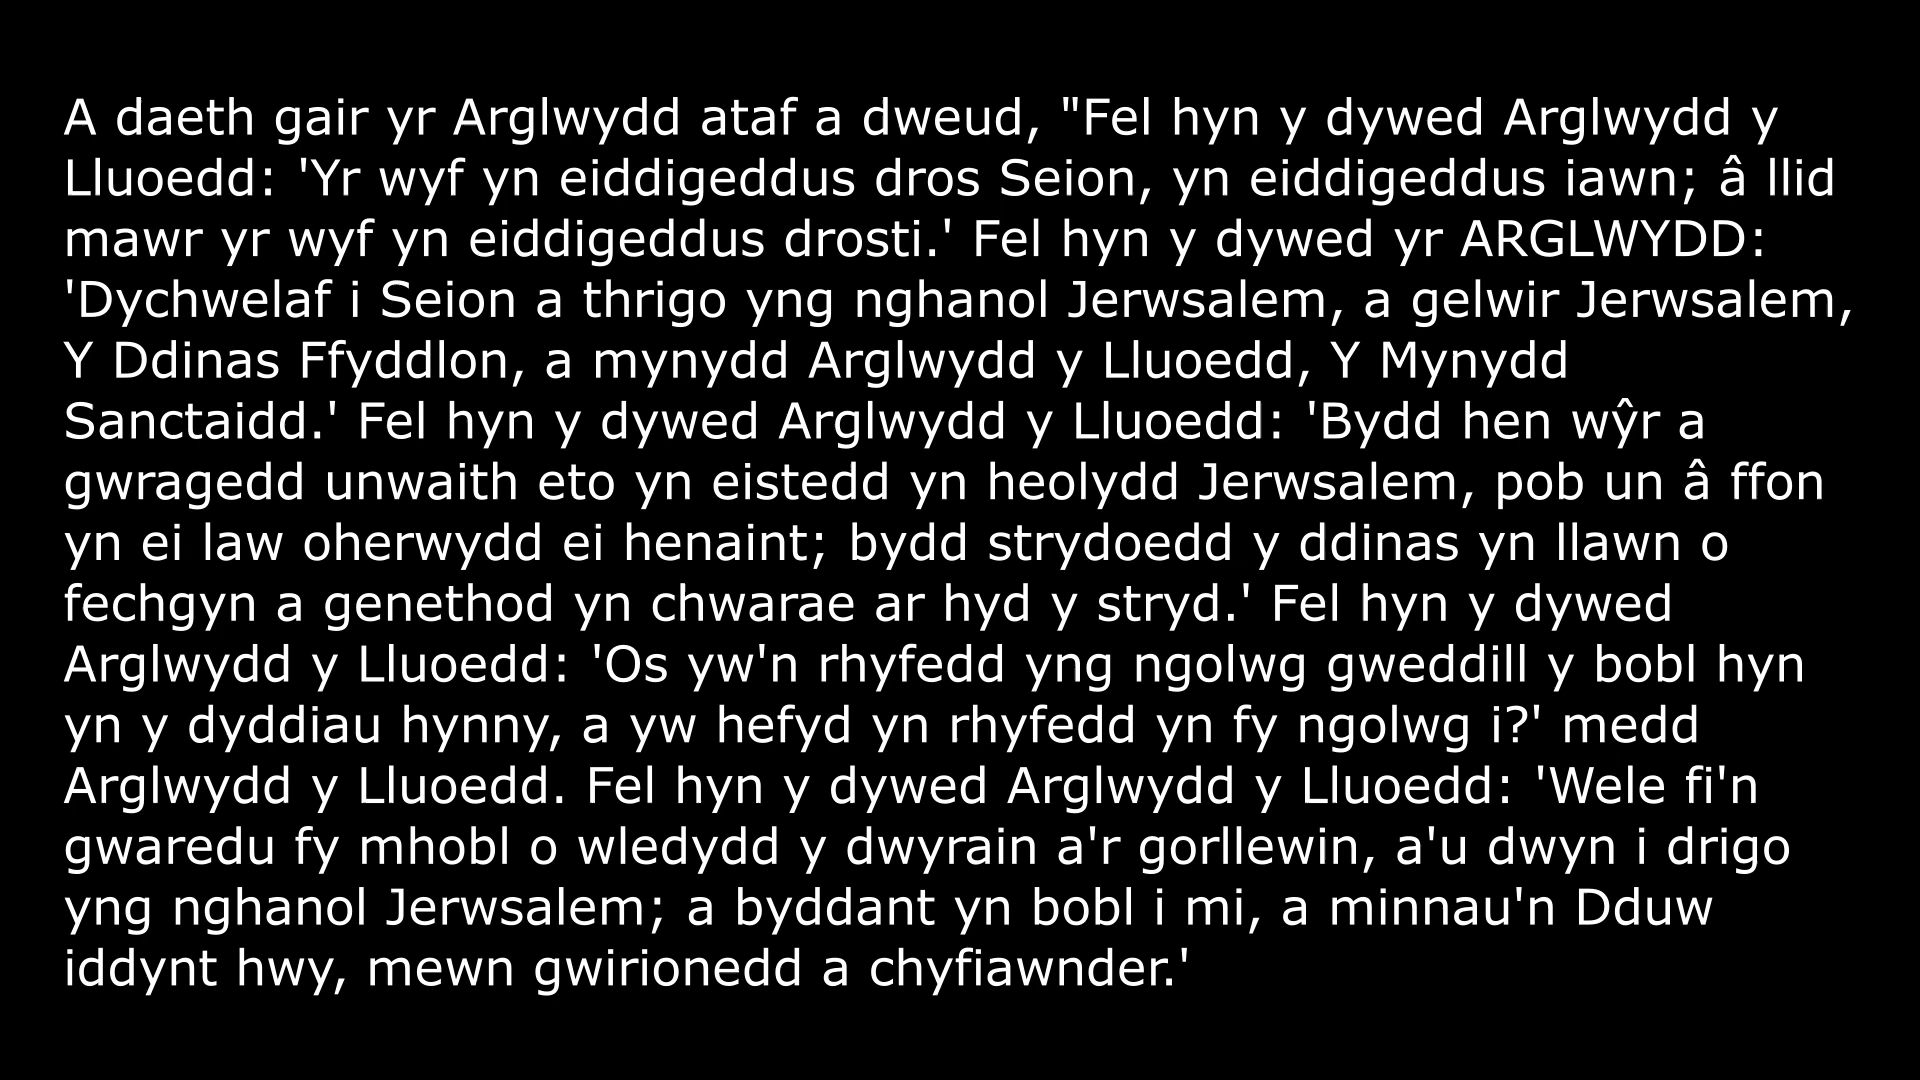 A daeth gair yr Arglwydd ataf a dweud, "Fel hyn y dywed Arglwydd y
Lluoedd: 'Yr wyf yn eiddigeddus dros Seion, yn eiddigeddus iawn; â llid
mawr yr wyf yn eiddigeddus drosti.' Fel hyn y dywed yr ARGLWYDD:
'Dychwelaf i Seion a thrigo yng nghanol Jerwsalem, a gelwir Jerwsalem,
Y Ddinas Ffyddlon, a mynydd Arglwydd y Lluoedd, Y Mynydd
Sanctaidd.' Fel hyn y dywed Arglwydd y Lluoedd: 'Bydd hen wŷr a
gwragedd unwaith eto yn eistedd yn heolydd Jerwsalem, pob un â ffon
yn ei law oherwydd ei henaint; bydd strydoedd y ddinas yn llawn o
fechgyn a genethod yn chwarae ar hyd y stryd.' Fel hyn y dywed
Arglwydd y Lluoedd: 'Os yw'n rhyfedd yng ngolwg gweddill y bobl hyn
yn y dyddiau hynny, a yw hefyd yn rhyfedd yn fy ngolwg i?' medd
Arglwydd y Lluoedd. Fel hyn y dywed Arglwydd y Lluoedd: 'Wele fi'n
gwaredu fy mhobl o wledydd y dwyrain a'r gorllewin, a'u dwyn i drigo
yng nghanol Jerwsalem; a byddant yn bobl i mi, a minnau'n Dduw
iddynt hwy, mewn gwirionedd a chyfiawnder.'